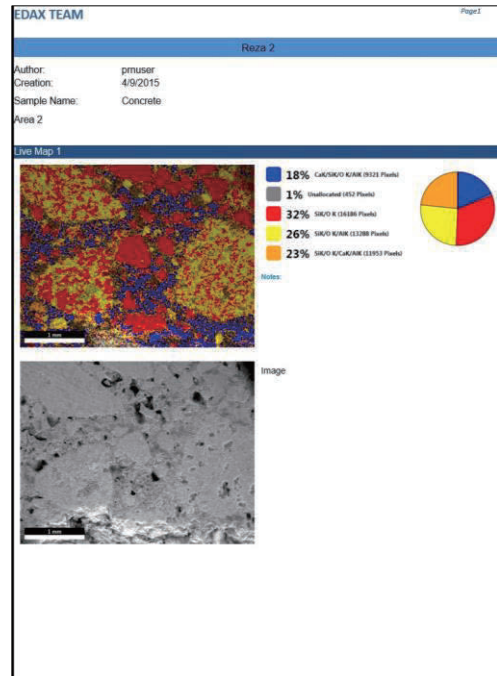 EDAX TEAM
Page1
Reza 2
Author: pmuser
Creation: 4/9/2015
Sample Name: Concrete
Area 2
Live Map 1
18% CaK/SiK/O K/AlK (9321 Pixels)
1% Unallocated (452 Pixels)
32% SiK/O K (16186 Pixels)
26% SiK/O K/AlK (13288 Pixels)
23% SiK/O K/CaK/AlK (11953 Pixels)
Notes:
1 mm
Image
1 mm